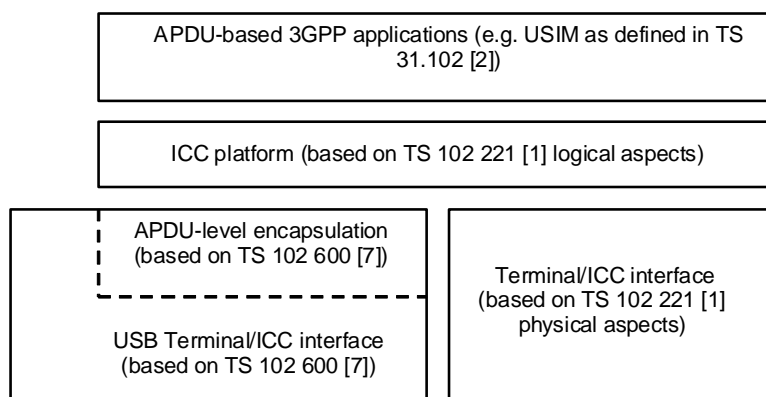 APDU-based 3GPP applications (e.g. USIM as defined in TS
31.102 [2])
ICC platform (based on TS 102 221 [1] logical aspects)
APDU-level encapsulation
(based on TS 102 600 [7])
USB Terminal/ICC interface
(based on TS 102 600 [7])
Terminal/ICC interface
(based on TS 102 221 [1]
physical aspects)